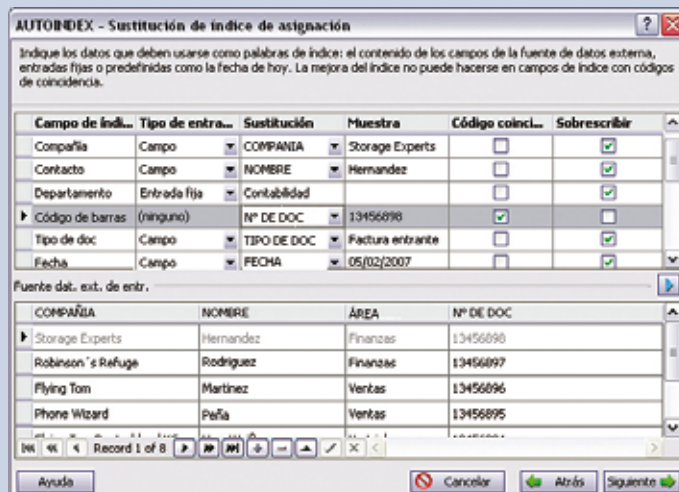 AUTOINDEX - Sustitución de índice de asignación
Indique los datos que deben usarse como palabras de índice: el contenido de los campos de la fuente de datos externa,
entradas fijas o predefinidas como la fecha de hoy. La mejora del índice no puede hacerse en campos de índice con códigos
de coincidencia.
Campo de índi... Tipo de entra... Sustitución Muestra Código coinci... Sobrescribir
Compañía Campo COMPANIA Storage Experts
Contacto Campo NOMBRE Hernandez
Departamento Entrada fija Contabilidad
Código de barras (ninguno) Nº DE DOC 13456898
Tipo de doc Campo TIPO DE DOC Factura entrante
Fecha Campo FECHA 05/02/2007
Fuente dat. ext. de entr.
COMPAÑIA NOMBRE ÁREA Nº DE DOC
Storage Experts Hernandez Finanzas 13456898
Robinson´s Refuge Rodriguez Finanzas 13456897
Flying Tom Martinez Ventas 13456896
Phone Wizard Peña Ventas 13456895
Record 1 of 8
Ayuda Cancelar Atrás Siguiente